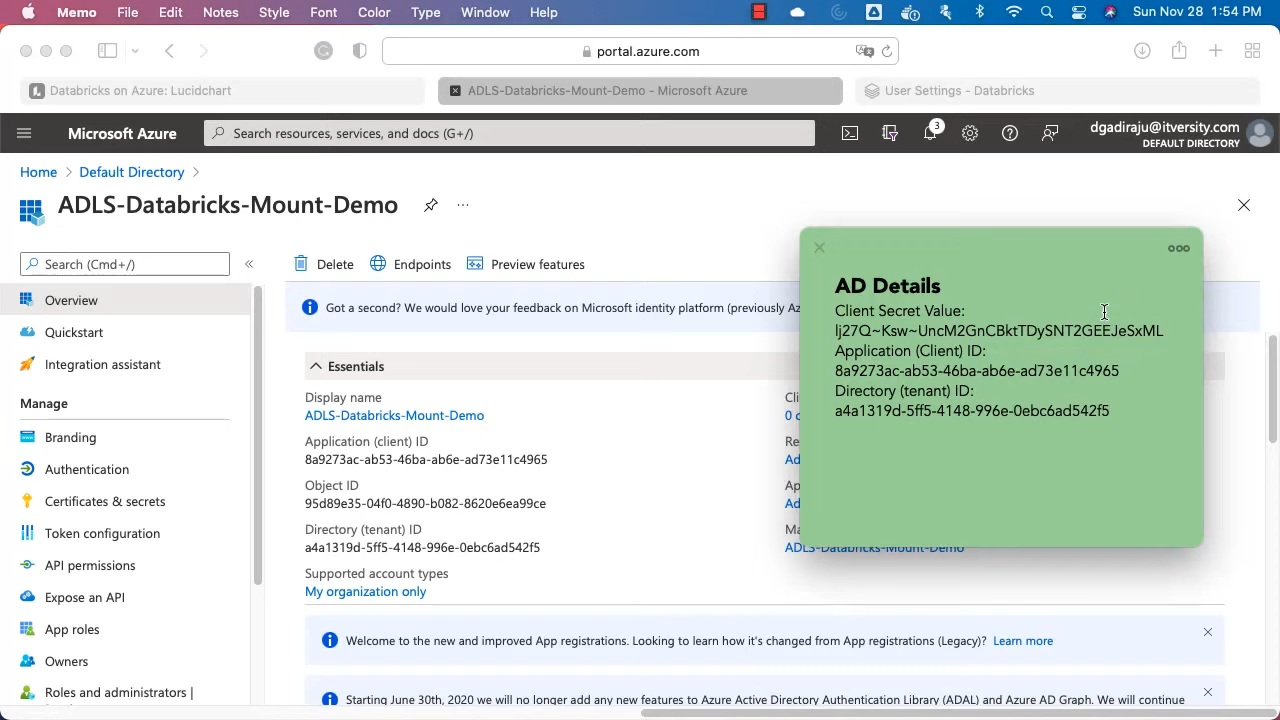 Memo File Edit Notes Style Font Color Type Window Help Sun Nov 28 1:54 PM
portal.azure.com
Databricks on Azure: Lucidchart
ADLS-Databricks-Mount-Demo - Microsoft Azure
User Settings - Databricks
Microsoft Azure
Search resources, services, and docs (G+/)
3
dgadiraju@itversity.com
DEFAULT DIRECTORY
Home > Default Directory >
ADLS-Databricks-Mount-Demo
Search (Cmd+/)
«
Overview
Quickstart
Integration assistant
Manage
Branding
Authentication
Certificates & secrets
Token configuration
API permissions
Expose an API
App roles
Owners
Roles and administrators |
Delete Endpoints Preview features
Got a second? We would love your feedback on Microsoft identity platform (previously Az
Essentials
Display name
ADLS-Databricks-Mount-Demo
Application (client) ID
8a9273ac-ab53-46ba-ab6e-ad73e11c4965
Object ID
95d89e35-04f0-4890-b082-8620e6ea99ce
Directory (tenant) ID
a4a1319d-5ff5-4148-996e-0ebc6ad542f5
Supported account types
My organization only
Cli
0 c
Re
Ad
Ap
Ad
Ma
ADLS-Databricks-Mount-Demo
AD Details
Client Secret Value:
lj27Q~Ksw~UncM2GnCBktTDySNT2GEEJeSxML
Application (Client) ID:
8a9273ac-ab53-46ba-ab6e-ad73e11c4965
Directory (tenant) ID:
a4a1319d-5ff5-4148-996e-0ebc6ad542f5
Welcome to the new and improved App registrations. Looking to learn how it's changed from App registrations (Legacy)? Learn more
Starting June 30th, 2020 we will no longer add any new features to Azure Active Directory Authentication Library (ADAL) and Azure AD Graph. We will continue